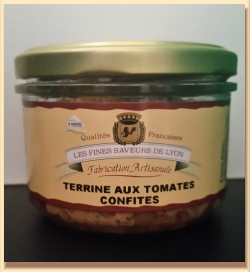 Qualités Françaises
LES FINES SAVEURS DE LYON
Fabrication Artisanale
TERRINE AUX TOMATES
CONFITES